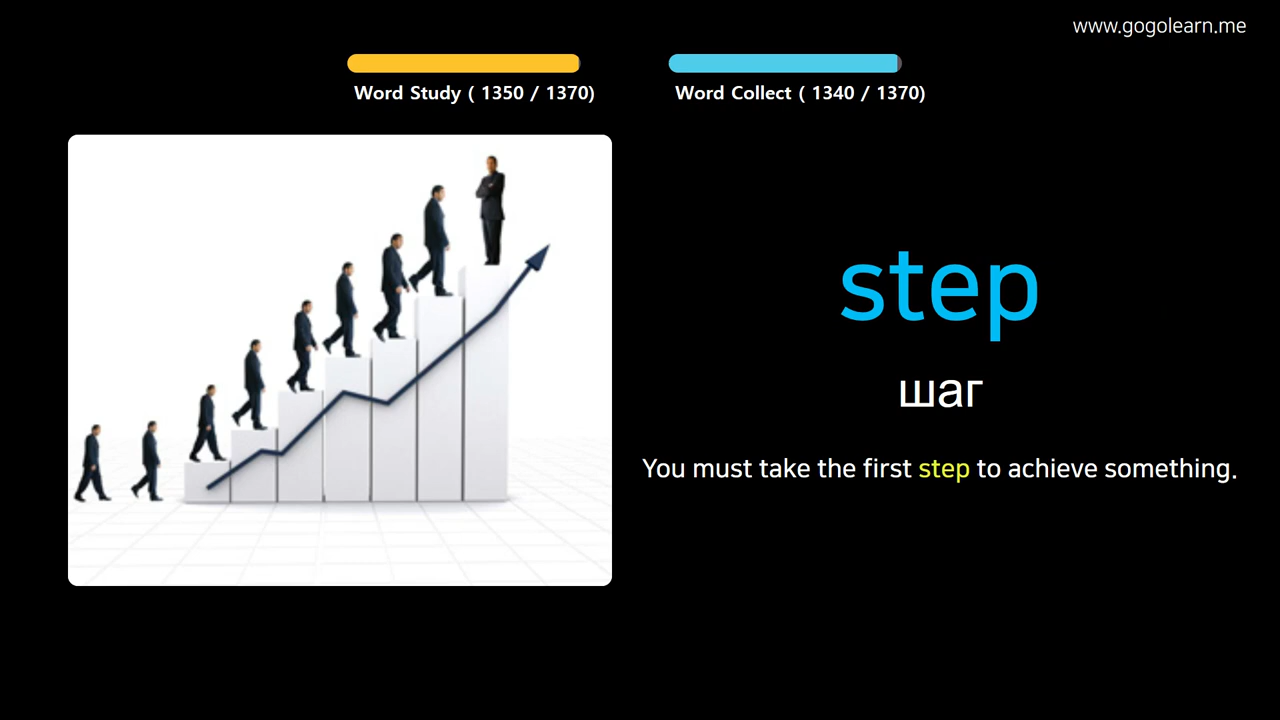 www.gogolearn.me
Word Study ( 1350 / 1370)
Word Collect ( 1340 / 1370)
step
шаг
You must take the first step to achieve something.